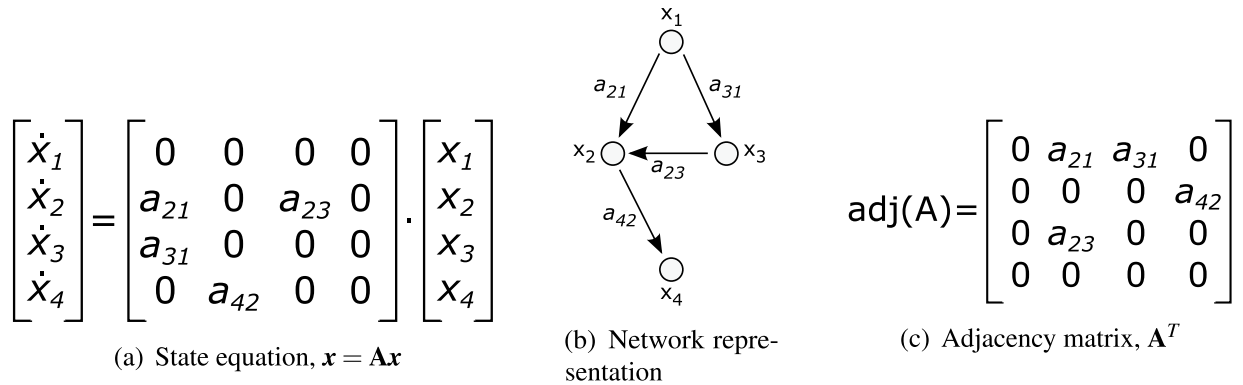 ẋ1 0 0 0 0 x1
ẋ2 = a21 0 a23 0 · x2
ẋ3 a31 0 0 0 x3
ẋ4 0 a42 0 0 x4
(a) State equation, x = Ax
x1
a21 a31
x2 x3
a23
a42
x4
(b) Network repre-
sentation
0 a21 a31 0
0 0 0 a42
adj(A)=
0 a23 0 0
0 0 0 0
(c) Adjacency matrix, A^T